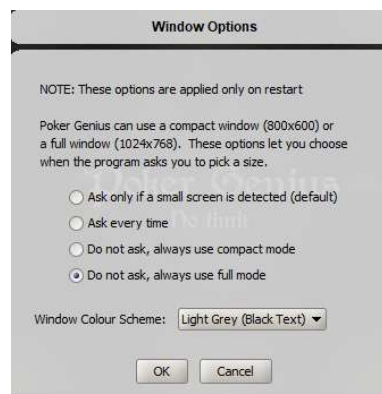 Window Options
NOTE: These options are applied only on restart
Poker Genius can use a compact window (800x600) or
a full window (1024x768). These options let you choose
when the program asks you to pick a size.
Poker Genius
No limit
Ask only if a small screen is detected (default)
Ask every time
Do not ask, always use compact mode
Do not ask, always use full mode
Window Colour Scheme: Light Grey (Black Text)
OK Cancel